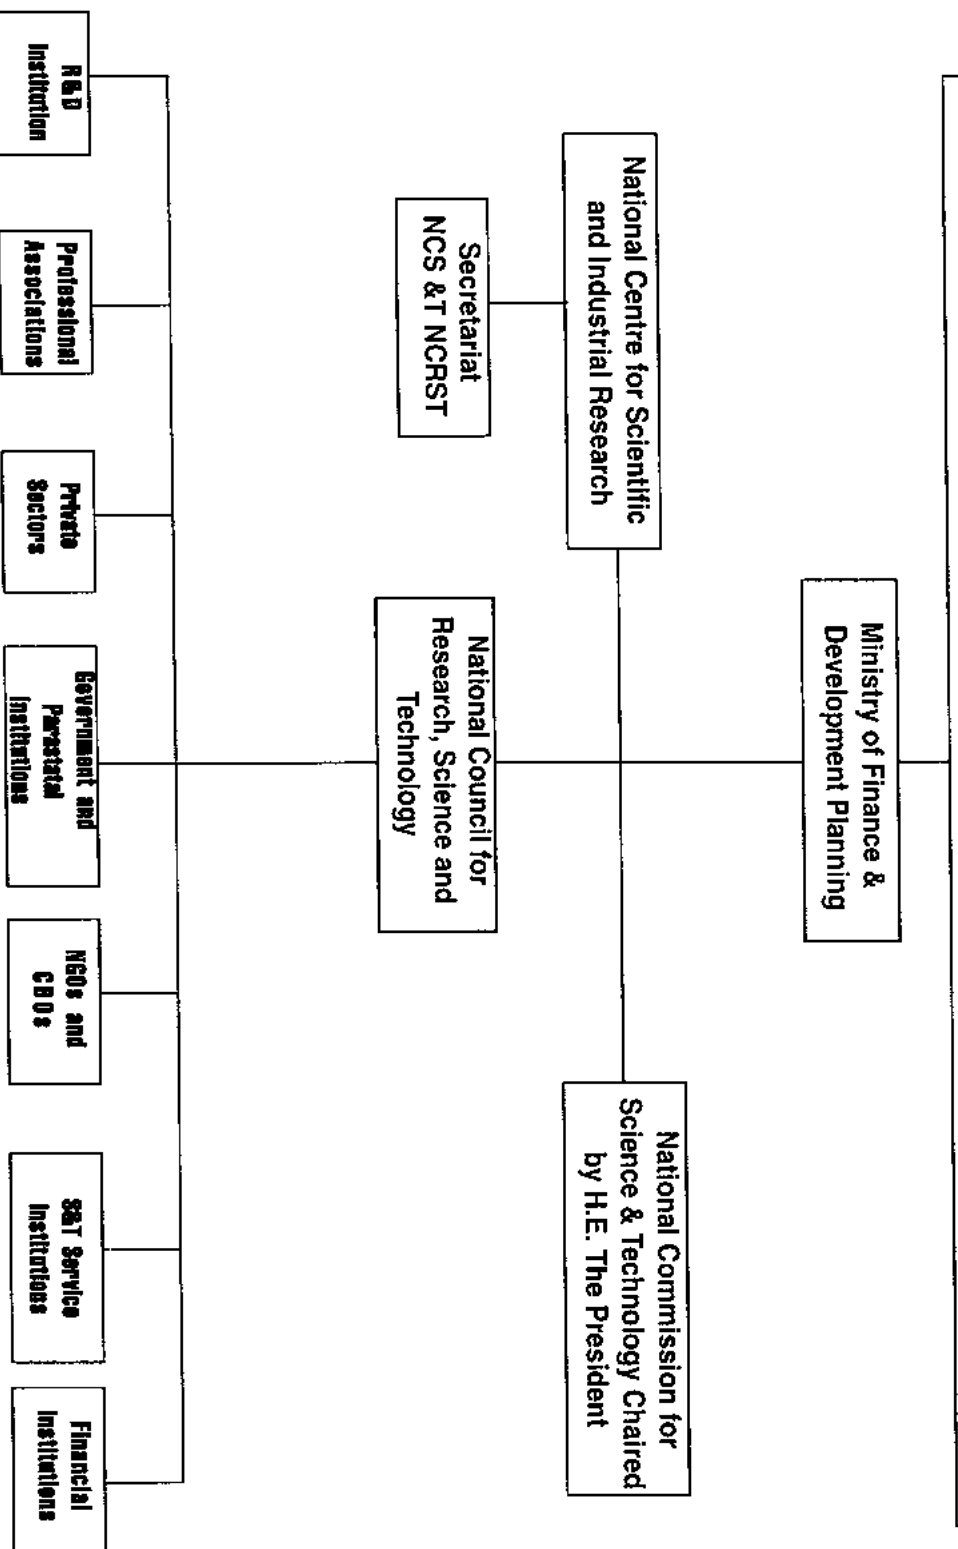 Ministry of Finance &
Development Planning
National Centre for Scientific
and Industrial Research
National Commission for
Science & Technology Chaired
by H.E. The President
Secretariat
NCS &T NCRST
National Council for
Research, Science and
Technology
R&D
Institution
Professional
Associations
Private
Sectors
Government and
Parastatal
Institutions
NGOs and
CBOs
S&T Service
Institutions
Financial
Institutions